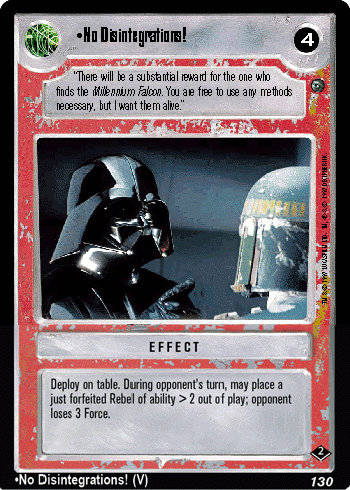 •No Disintegrations!
4
"There will be a substantial reward for the one who
finds the Millennium Falcon. You are free to use any methods
necessary, but I want them alive."
EFFECT
Deploy on table. During opponent's turn, may place a
just forfeited Rebel of ability > 2 out of play; opponent
loses 3 Force.
2
•No Disintegrations! (V)
130